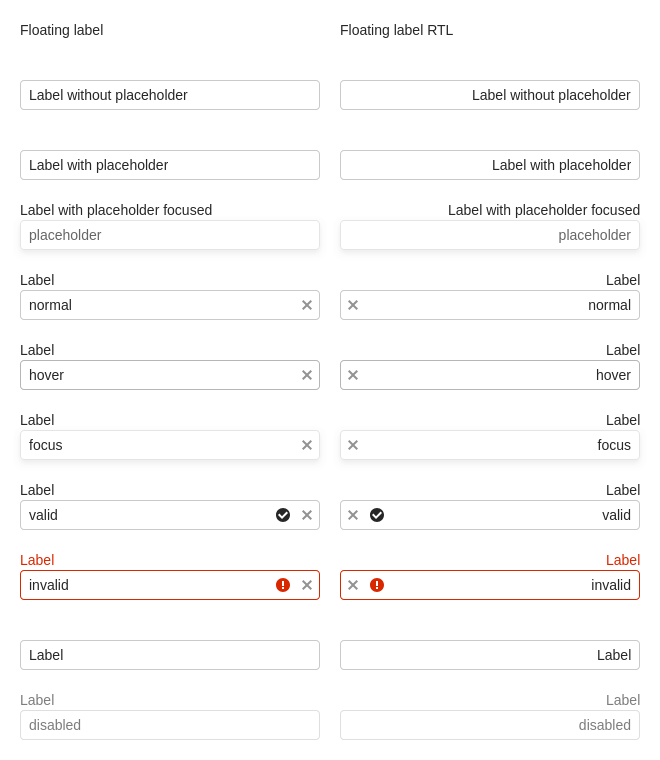 Floating label
Floating label RTL
Label without placeholder
Label without placeholder
Label with placeholder
Label with placeholder
Label with placeholder focused
Label with placeholder focused
placeholder
placeholder
Label
Label
normal
normal
Label
Label
hover
hover
Label
Label
focus
focus
Label
Label
valid
valid
Label
Label
invalid
invalid
Label
Label
Label
Label
disabled
disabled